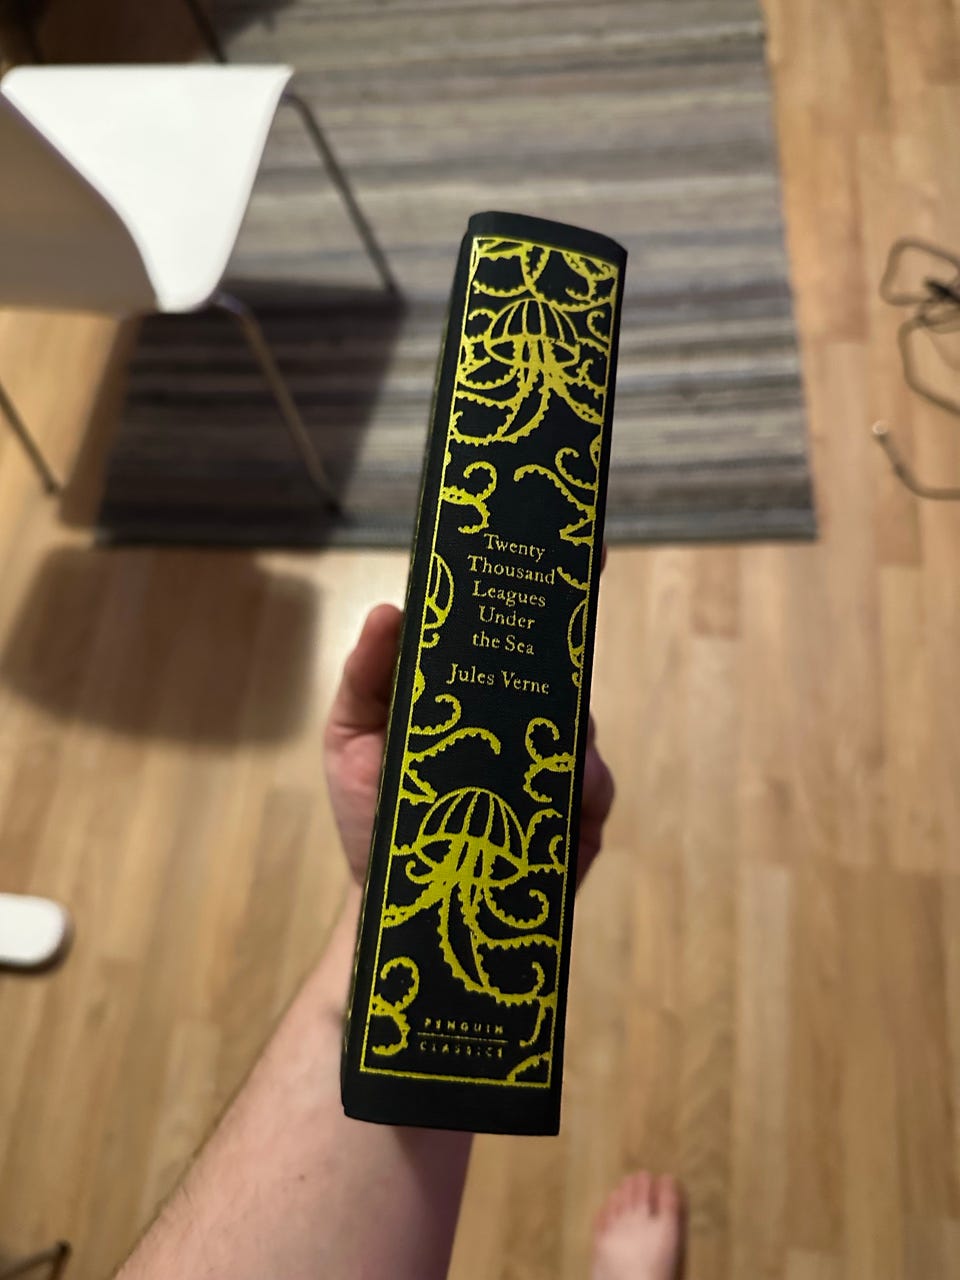 Twenty
Thousand
Leagues
Under
the Sea
Jules Verne
PENGUIN
CLASSICS